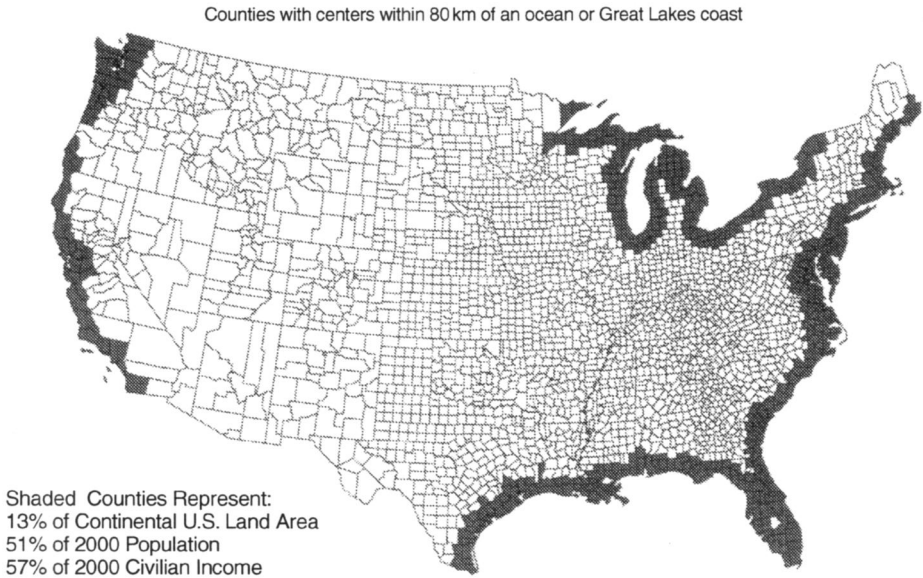 Counties with centers within 80 km of an ocean or Great Lakes coast
Shaded Counties Represent:
13% of Continental U.S. Land Area
51% of 2000 Population
57% of 2000 Civilian Income